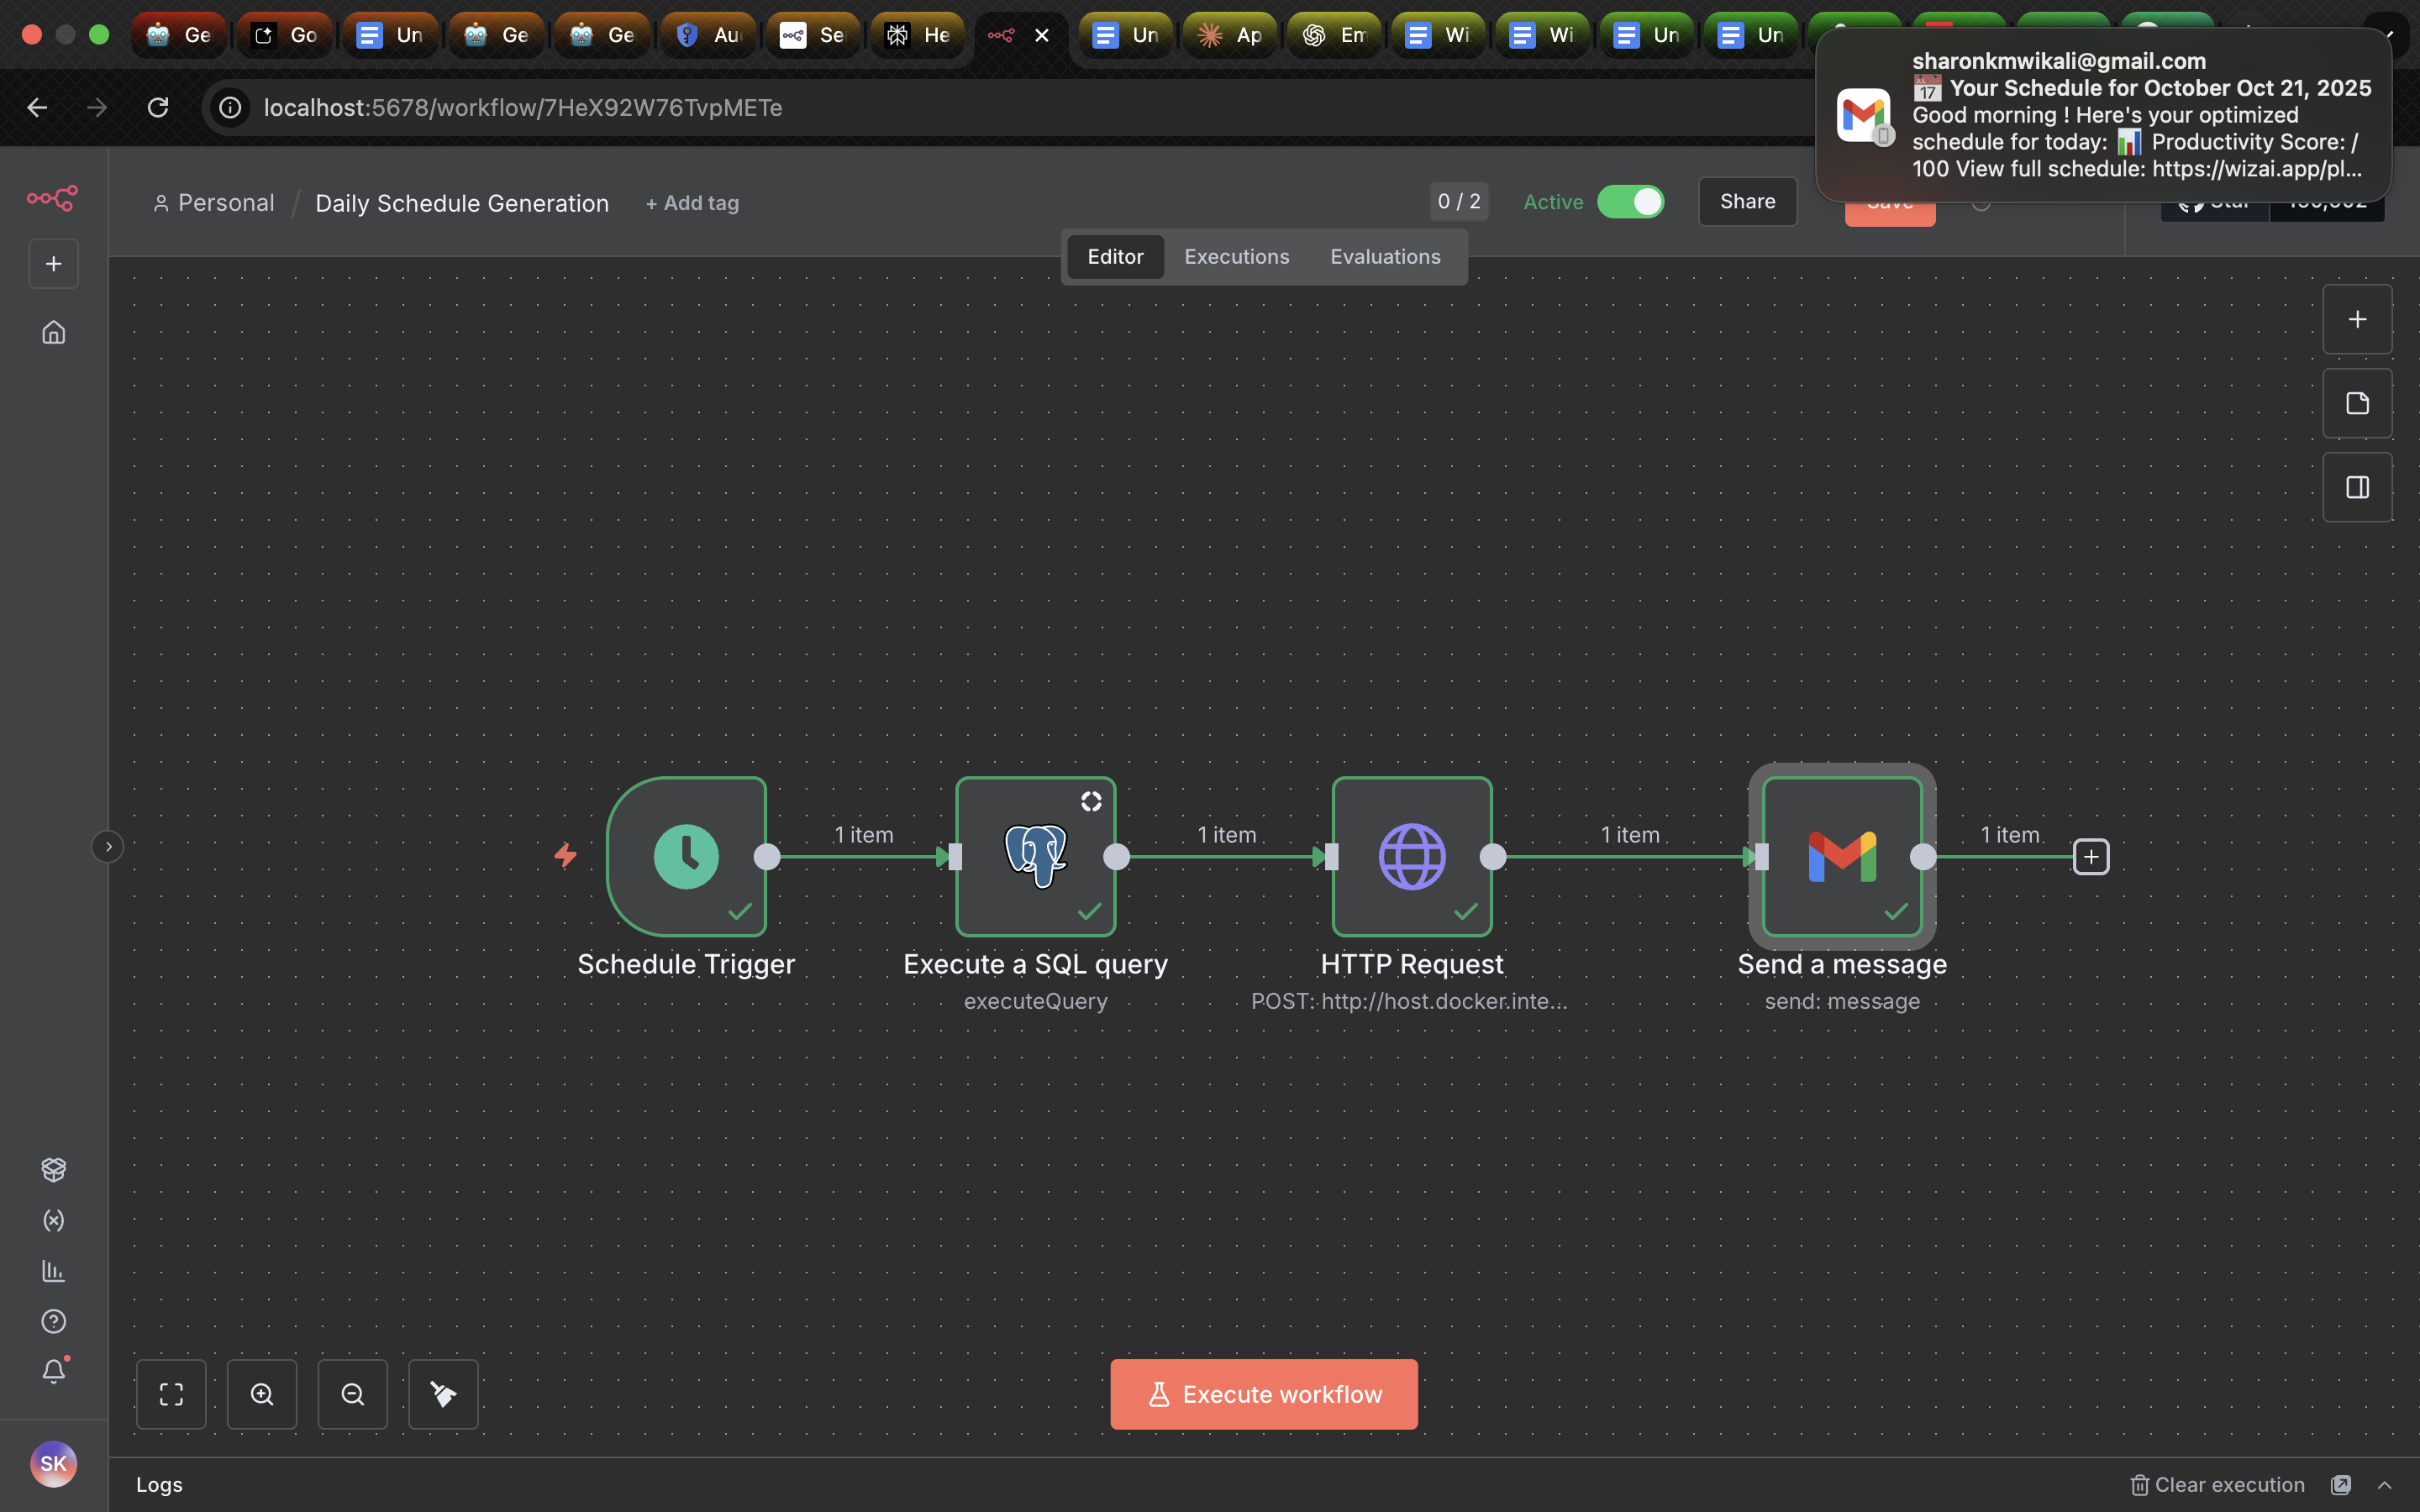 Ge
Go
Un
Ge
Ge
Au
Se
He
Un
Ap
Em
Wi
Wi
Un
Un
localhost:5678/workflow/7HeX92W76TvpMETe
sharonkmwikali@gmail.com
17 Your Schedule for October Oct 21, 2025
Good morning ! Here's your optimized
schedule for today: 📊 Productivity Score: /
100 View full schedule: https://wizai.app/pl...
Personal / Daily Schedule Generation + Add tag
0 / 2 Active Share Save Star
Editor Executions Evaluations
1 item 1 item 1 item 1 item
Schedule Trigger
Execute a SQL query
executeQuery
HTTP Request
POST: http://host.docker.inte...
Send a message
send: message
Execute workflow
SK
Logs
Clear execution